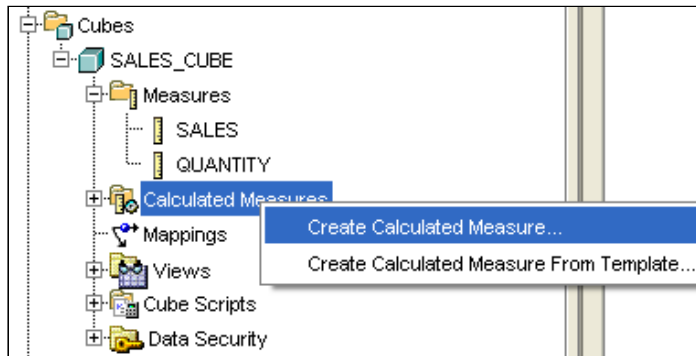 Cubes
SALES_CUBE
Measures
SALES
QUANTITY
Calculated Measures
Create Calculated Measure...
Mappings
Create Calculated Measure From Template...
Views
Cube Scripts
Data Security